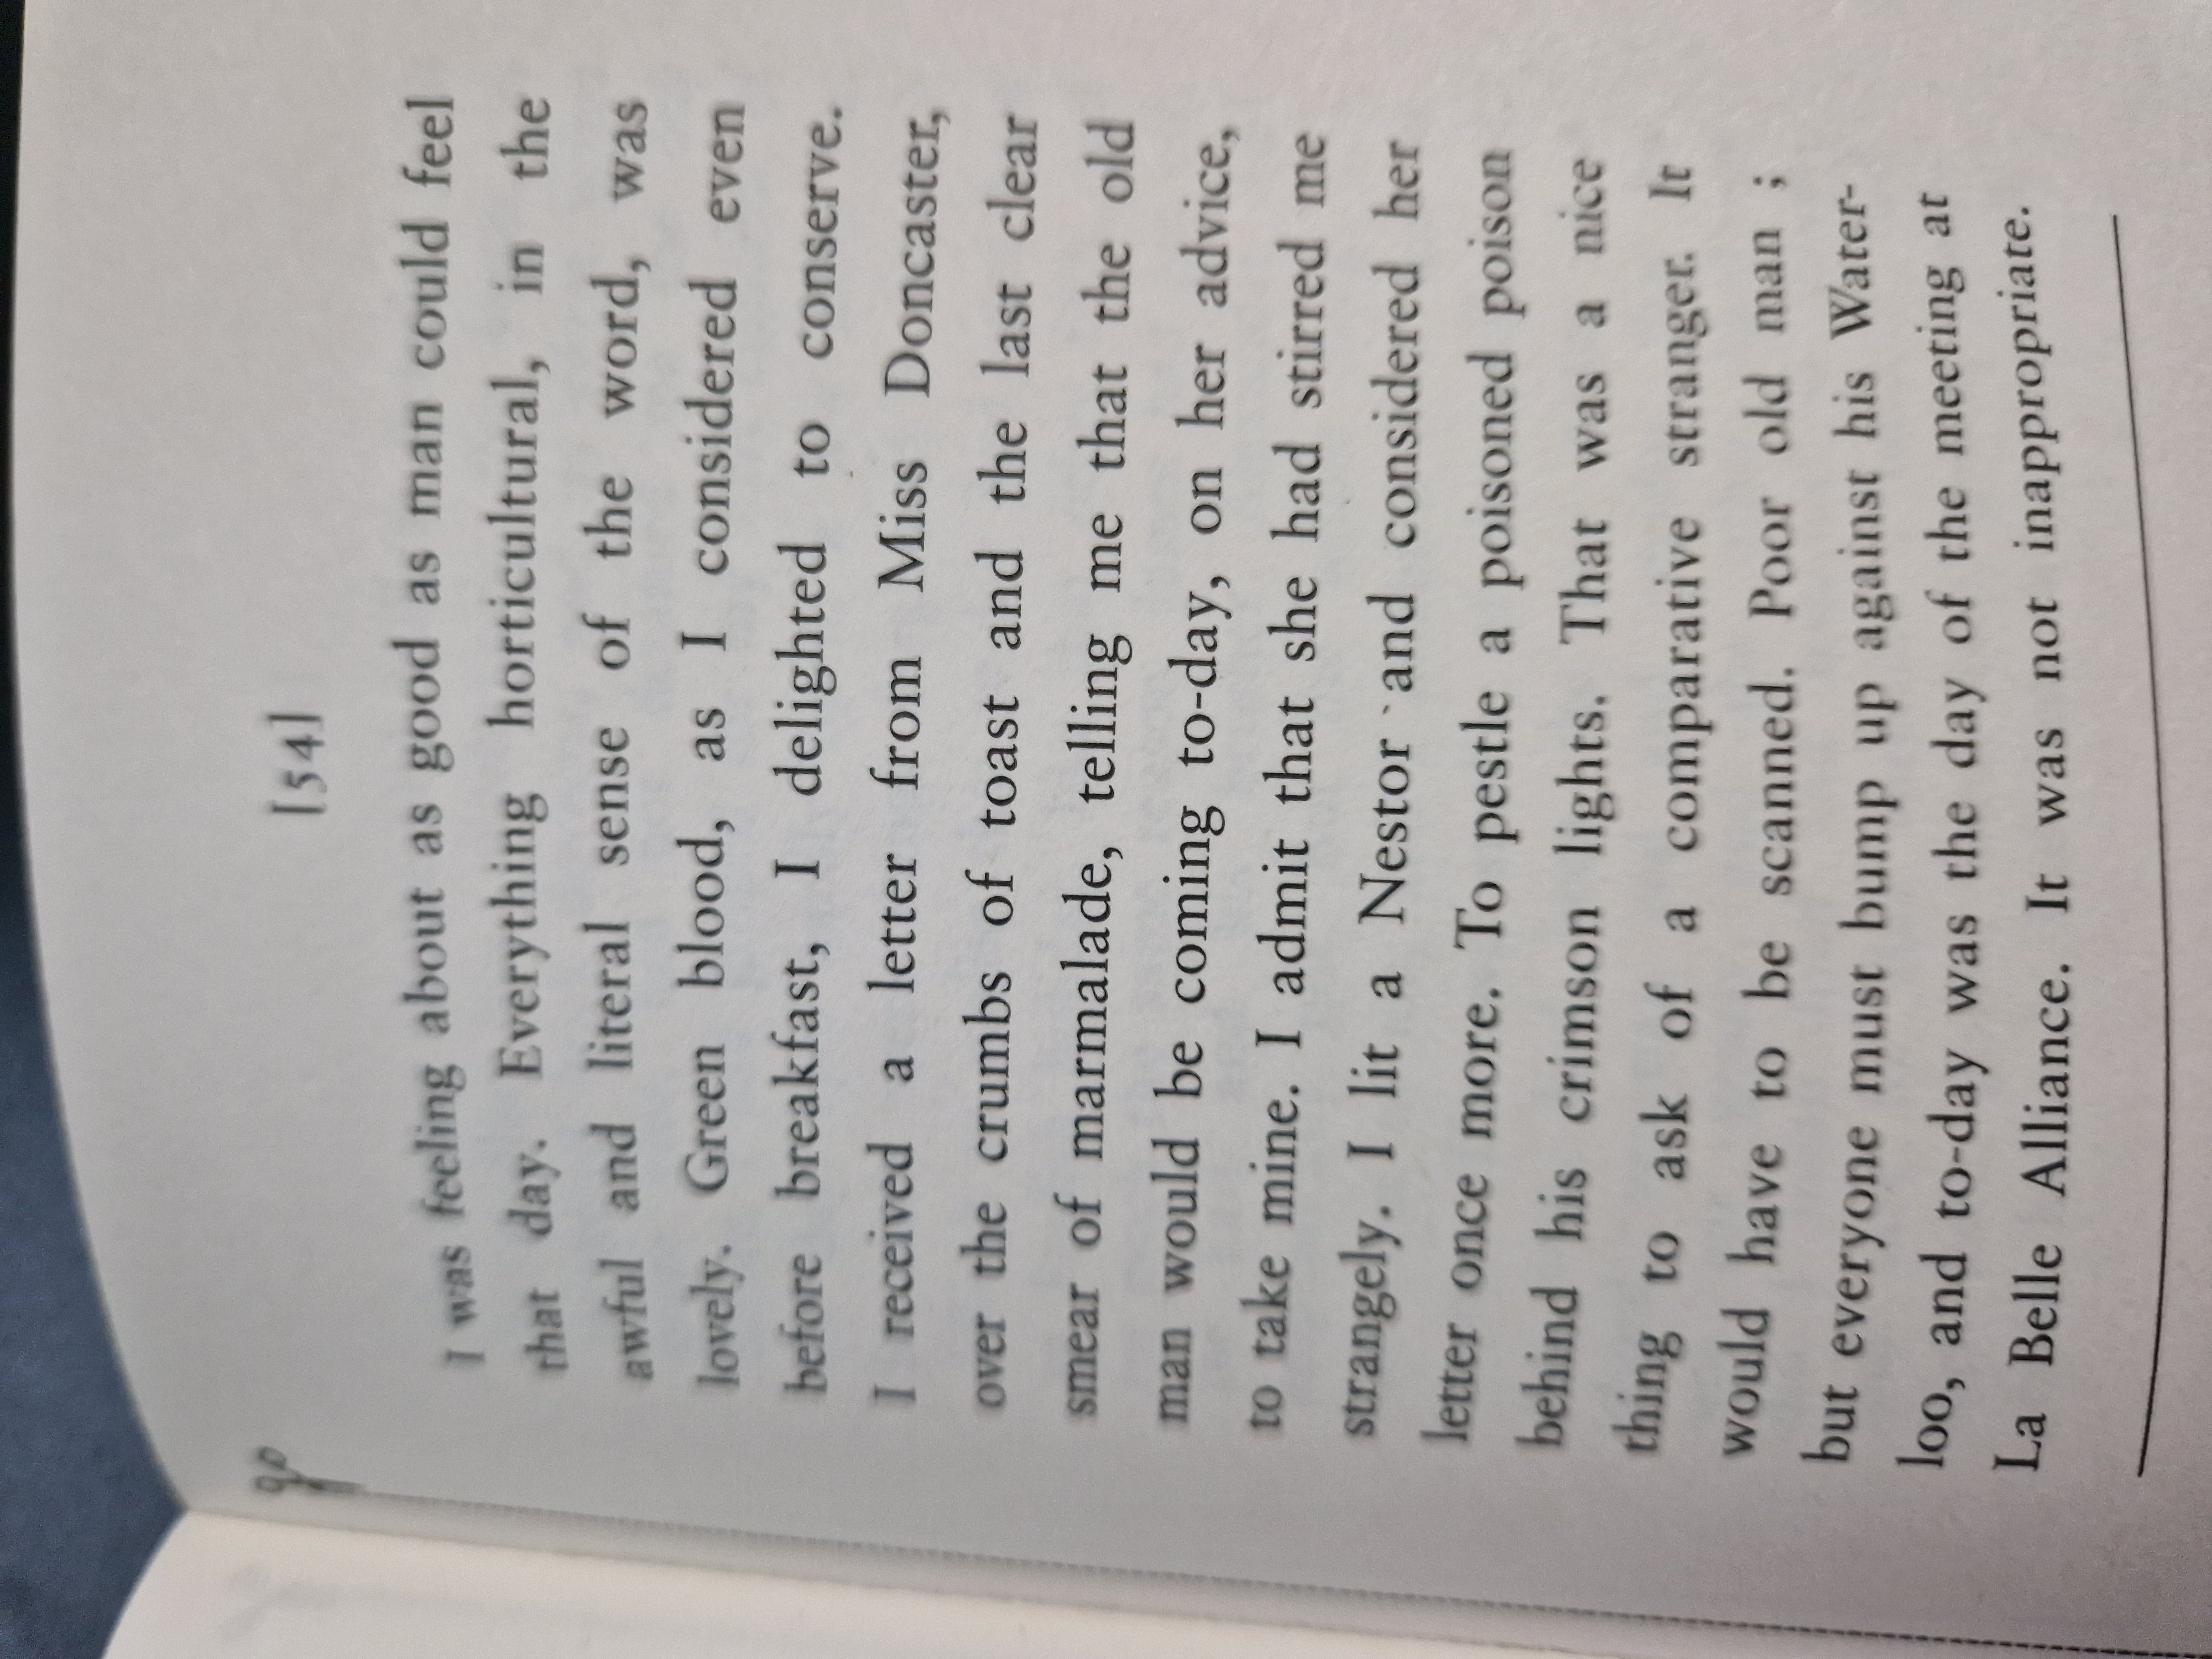 90
[54]
I was feeling about as good as man could feel
that day. Everything horticultural, in the
awful and literal sense of the word, was
lovely. Green blood, as I considered even
before breakfast, I delighted to conserve.
I received a letter from Miss Doncaster,
over the crumbs of toast and the last clear
smear of marmalade, telling me that the old
man would be coming to-day, on her advice,
to take mine. I admit that she had stirred me
strangely. I lit a Nestor and considered her
letter once more. To pestle a poisoned poison
behind his crimson lights. That was a nice
thing to ask of a comparative stranger. It
would have to be scanned. Poor old man ;
but everyone must bump up against his Water-
loo, and to-day was the day of the meeting at
La Belle Alliance. It was not inappropriate.